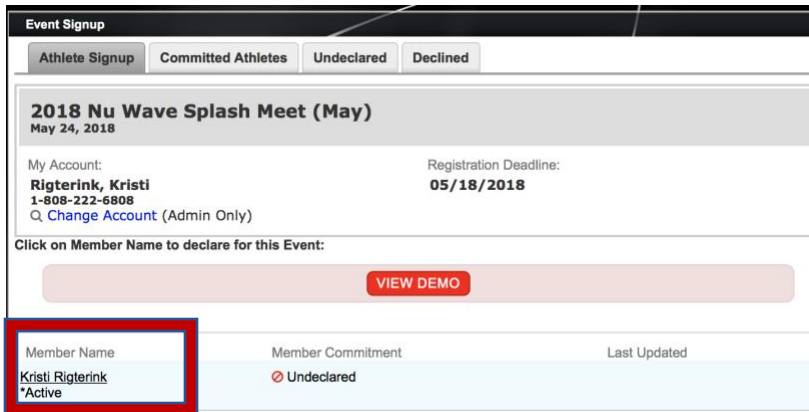 Event Signup
Athlete Signup Committed Athletes Undeclared Declined
2018 Nu Wave Splash Meet (May)
May 24, 2018
My Account: Registration Deadline:
Rigterink, Kristi 05/18/2018
1-808-222-6808
Change Account (Admin Only)
Click on Member Name to declare for this Event:
VIEW DEMO
Member Name Member Commitment Last Updated
Kristi Rigterink Undeclared
*Active